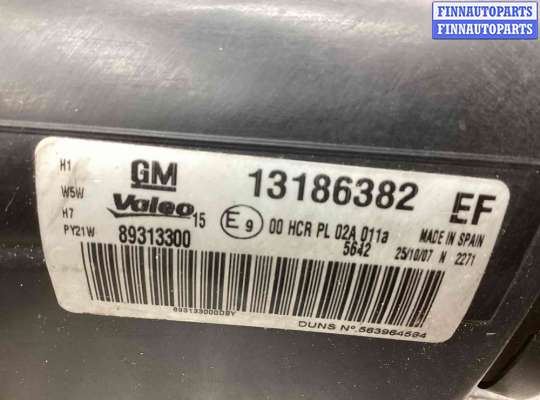 FINNAUTOPARTS
FINNAUTOPARTS
H1
W5W
H7
PY21W
GM
Valeo 15
89313300
13186382 EF
E9 00 HCR PL 02A 011a
5642
MADE IN SPAIN
25/10/07 N 2271
DUNS Nº.563964594